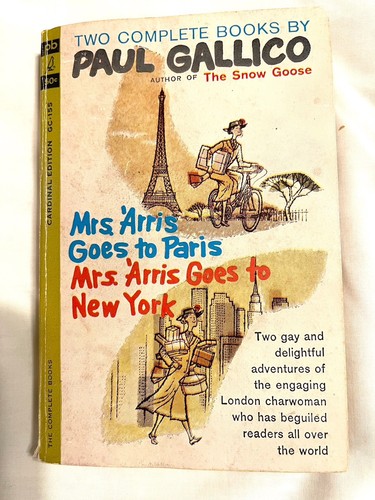 TWO COMPLETE BOOKS BY
PAUL GALLICO
AUTHOR OF The Snow Goose
Mrs. 'Arris
Goes to Paris
Mrs. 'Arris Goes to
New York
Two gay and
delightful
adventures of
the engaging
London charwoman
who has beguiled
readers all over
the world
pb
50¢
CARDINAL EDITION GC-155
THE COMPLETE BOOKS